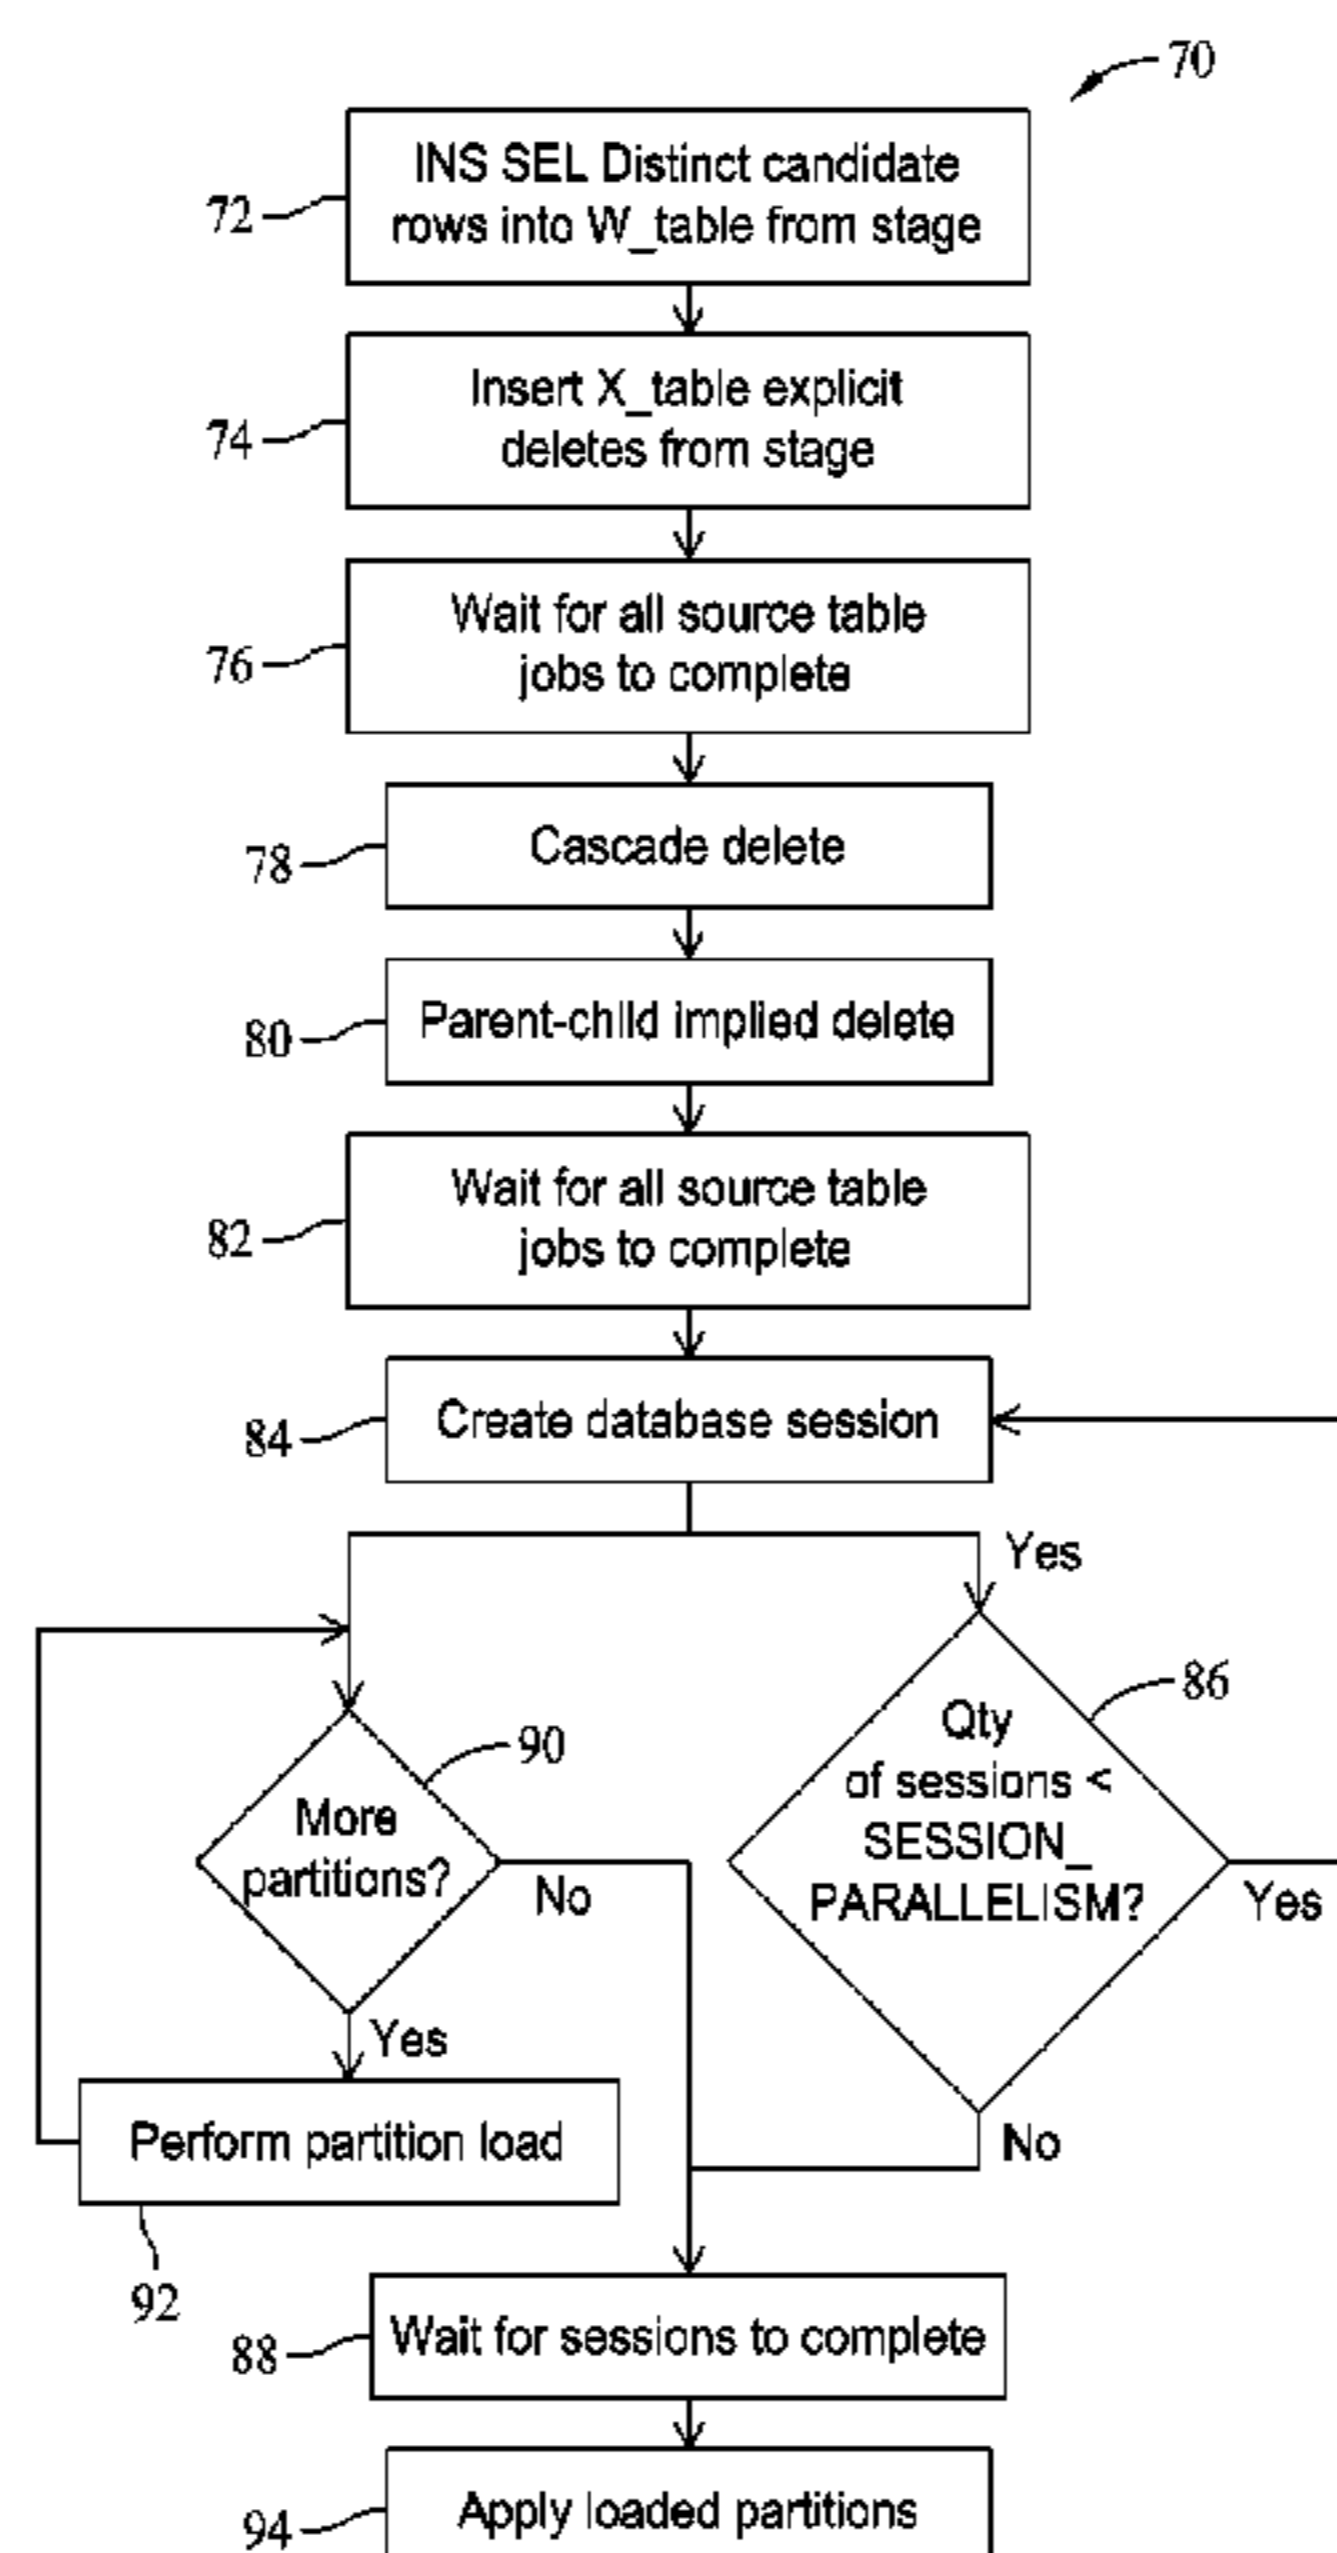 70
INS SEL Distinct candidate
rows into W_table from stage
72
Insert X_table explicit
deletes from stage
74
Wait for all source table
jobs to complete
76
Cascade delete
78
Parent-child implied delete
80
Wait for all source table
jobs to complete
82
Create database session
84
Yes
86
Qty
of sessions <
SESSION_
PARALLELISM?
Yes
No
90
More
partitions?
No
Yes
Perform partition load
92
Wait for sessions to complete
88
Apply loaded partitions
94